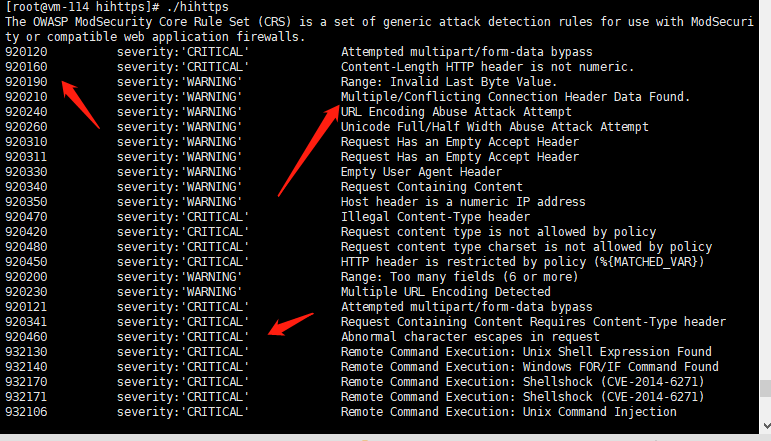 [root@vm-114 hihttps]# ./hihttps
The OWASP ModSecurity Core Rule Set (CRS) is a set of generic attack detection rules for use with ModSecuri
ty or compatible web application firewalls.
920120 severity:'CRITICAL' Attempted multipart/form-data bypass
920160 severity:'CRITICAL' Content-Length HTTP header is not numeric.
920190 severity:'WARNING' Range: Invalid Last Byte Value.
920210 severity:'WARNING' Multiple/Conflicting Connection Header Data Found.
920240 severity:'WARNING' URL Encoding Abuse Attack Attempt
920260 severity:'WARNING' Unicode Full/Half Width Abuse Attack Attempt
920310 severity:'WARNING' Request Has an Empty Accept Header
920311 severity:'WARNING' Request Has an Empty Accept Header
920330 severity:'WARNING' Empty User Agent Header
920340 severity:'WARNING' Request Containing Content
920350 severity:'WARNING' Host header is a numeric IP address
920470 severity:'CRITICAL' Illegal Content-Type header
920420 severity:'CRITICAL' Request content type is not allowed by policy
920480 severity:'CRITICAL' Request content type charset is not allowed by policy
920450 severity:'CRITICAL' HTTP header is restricted by policy (%{MATCHED_VAR})
920200 severity:'WARNING' Range: Too many fields (6 or more)
920230 severity:'WARNING' Multiple URL Encoding Detected
920121 severity:'CRITICAL' Attempted multipart/form-data bypass
920341 severity:'CRITICAL' Request Containing Content Requires Content-Type header
920460 severity:'CRITICAL' Abnormal character escapes in request
932130 severity:'CRITICAL' Remote Command Execution: Unix Shell Expression Found
932140 severity:'CRITICAL' Remote Command Execution: Windows FOR/IF Command Found
932170 severity:'CRITICAL' Remote Command Execution: Shellshock (CVE-2014-6271)
932171 severity:'CRITICAL' Remote Command Execution: Shellshock (CVE-2014-6271)
932106 severity:'CRITICAL' Remote Command Execution: Unix Command Injection